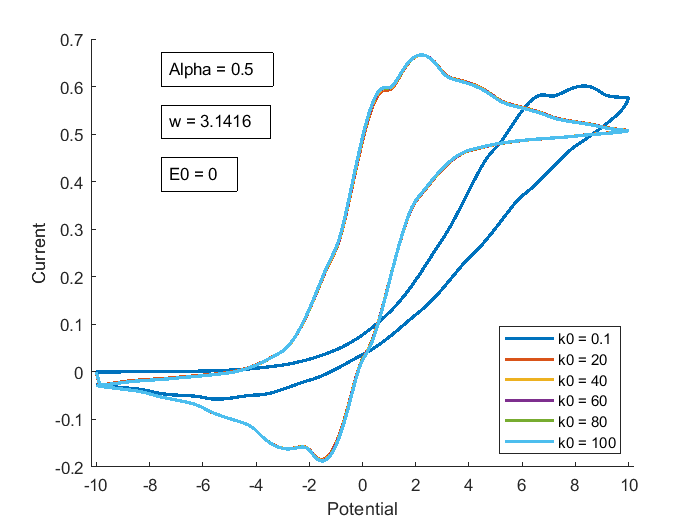 0.7
0.6
0.5
0.4
0.3
0.2
0.1
0
-0.1
-0.2
Current
Alpha = 0.5
w = 3.1416
E0 = 0
k0 = 0.1
k0 = 20
k0 = 40
k0 = 60
k0 = 80
k0 = 100
-10 -8 -6 -4 -2 0 2 4 6 8 10
Potential